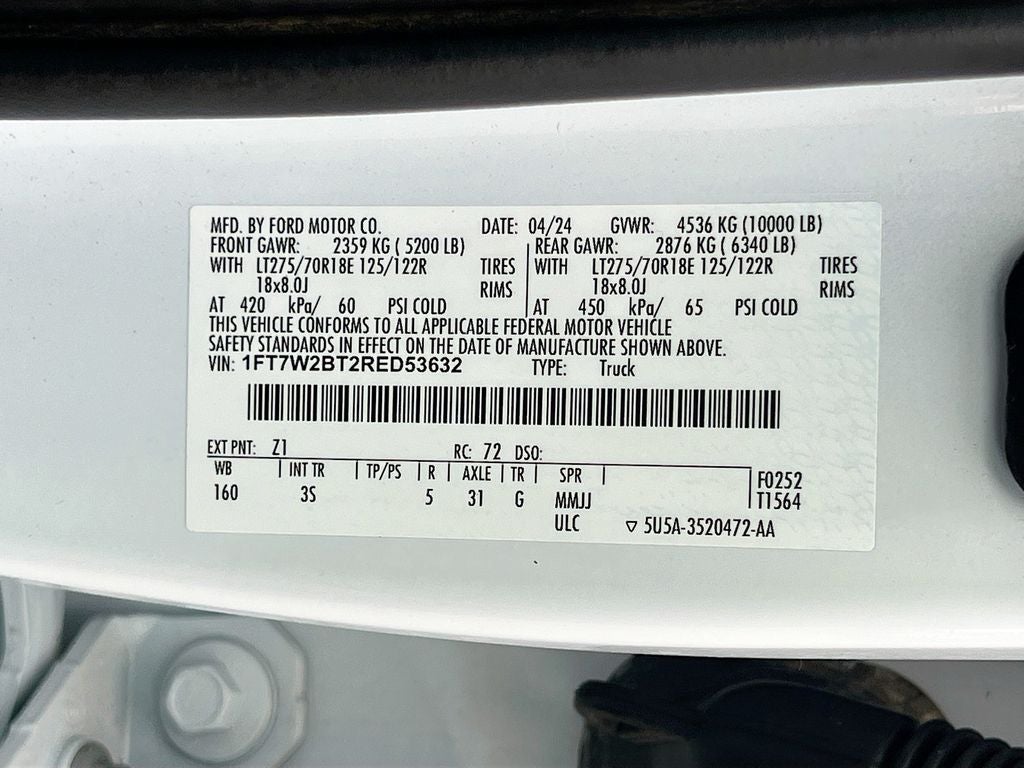 MFD. BY FORD MOTOR CO. DATE: 04/24 GVWR: 4536 KG (10000 LB)
FRONT GAWR: 2359 KG ( 5200 LB) REAR GAWR: 2876 KG ( 6340 LB)
WITH LT275/70R18E 125/122R TIRES WITH LT275/70R18E 125/122R TIRES
18x8.0J RIMS 18x8.0J RIMS
AT 420 kPa/ 60 PSI COLD AT 450 kPa/ 65 PSI COLD
THIS VEHICLE CONFORMS TO ALL APPLICABLE FEDERAL MOTOR VEHICLE
SAFETY STANDARDS IN EFFECT ON THE DATE OF MANUFACTURE SHOWN ABOVE.
VIN: 1FT7W2BT2RED53632 TYPE: Truck
EXT PNT: Z1 RC: 72 DSO:
WB INT TR TP/PS R AXLE TR SPR F0252
160 3S 5 31 G MMJJ T1564
ULC ▽ 5U5A-3520472-AA